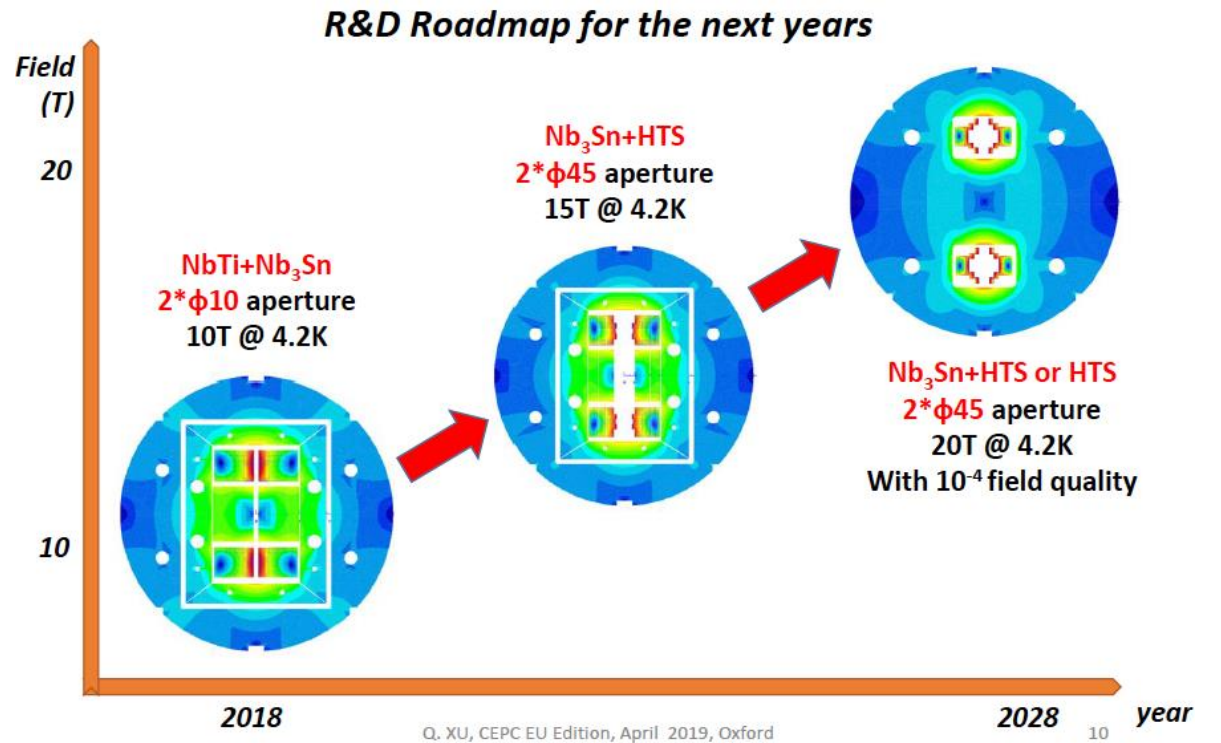 R&D Roadmap for the next years
Field
(T)
20
10
NbTi+Nb₃Sn
2*ϕ10 aperture
10T @ 4.2K
Nb₃Sn+HTS
2*ϕ45 aperture
15T @ 4.2K
Nb₃Sn+HTS or HTS
2*ϕ45 aperture
20T @ 4.2K
With 10⁻⁴ field quality
2018
2028
year
Q. XU, CEPC EU Edition, April 2019, Oxford
10